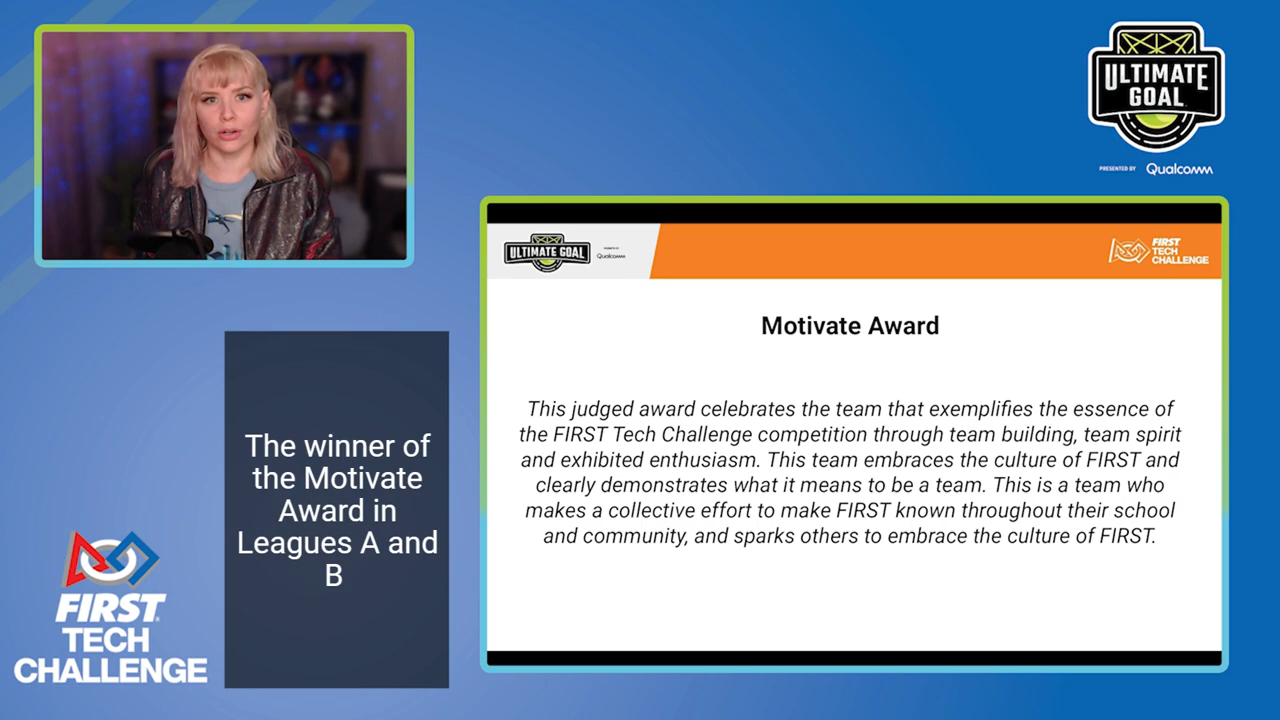 ULTIMATE
GOAL
PRESENTED BY Qualcomm
ULTIMATE GOAL
Qualcomm
FIRST
TECH
CHALLENGE
Motivate Award
This judged award celebrates the team that exemplifies the essence of
the FIRST Tech Challenge competition through team building, team spirit
and exhibited enthusiasm. This team embraces the culture of FIRST and
clearly demonstrates what it means to be a team. This is a team who
makes a collective effort to make FIRST known throughout their school
and community, and sparks others to embrace the culture of FIRST.
The winner of
the Motivate
Award in
Leagues A and
B
FIRST®
TECH
CHALLENGE